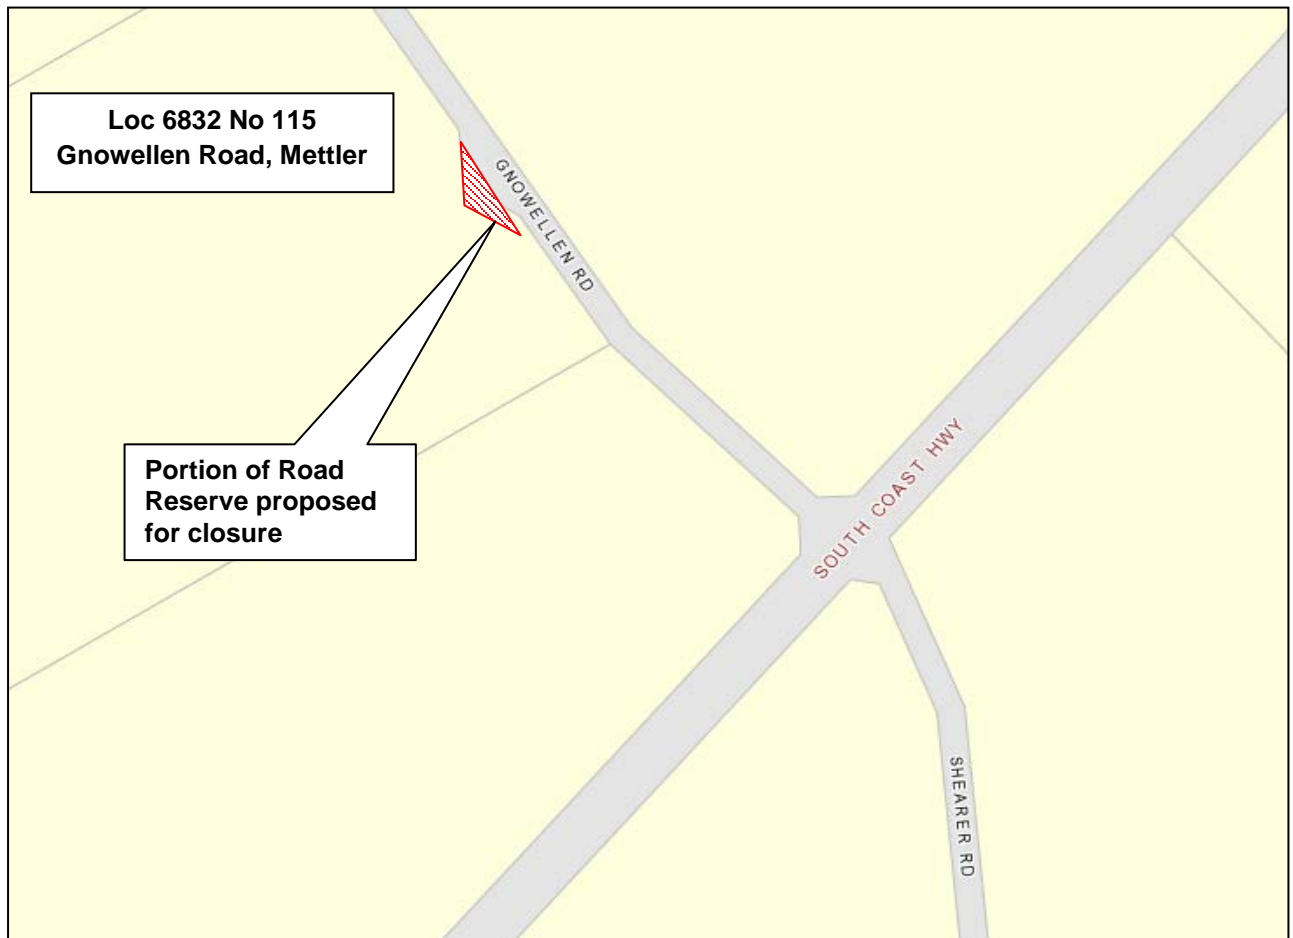 Loc 6832 No 115
Gnowellen Road, Mettler
GNOWELLEN RD
Portion of Road
Reserve proposed
for closure
SOUTH COAST HWY
SHEARER RD